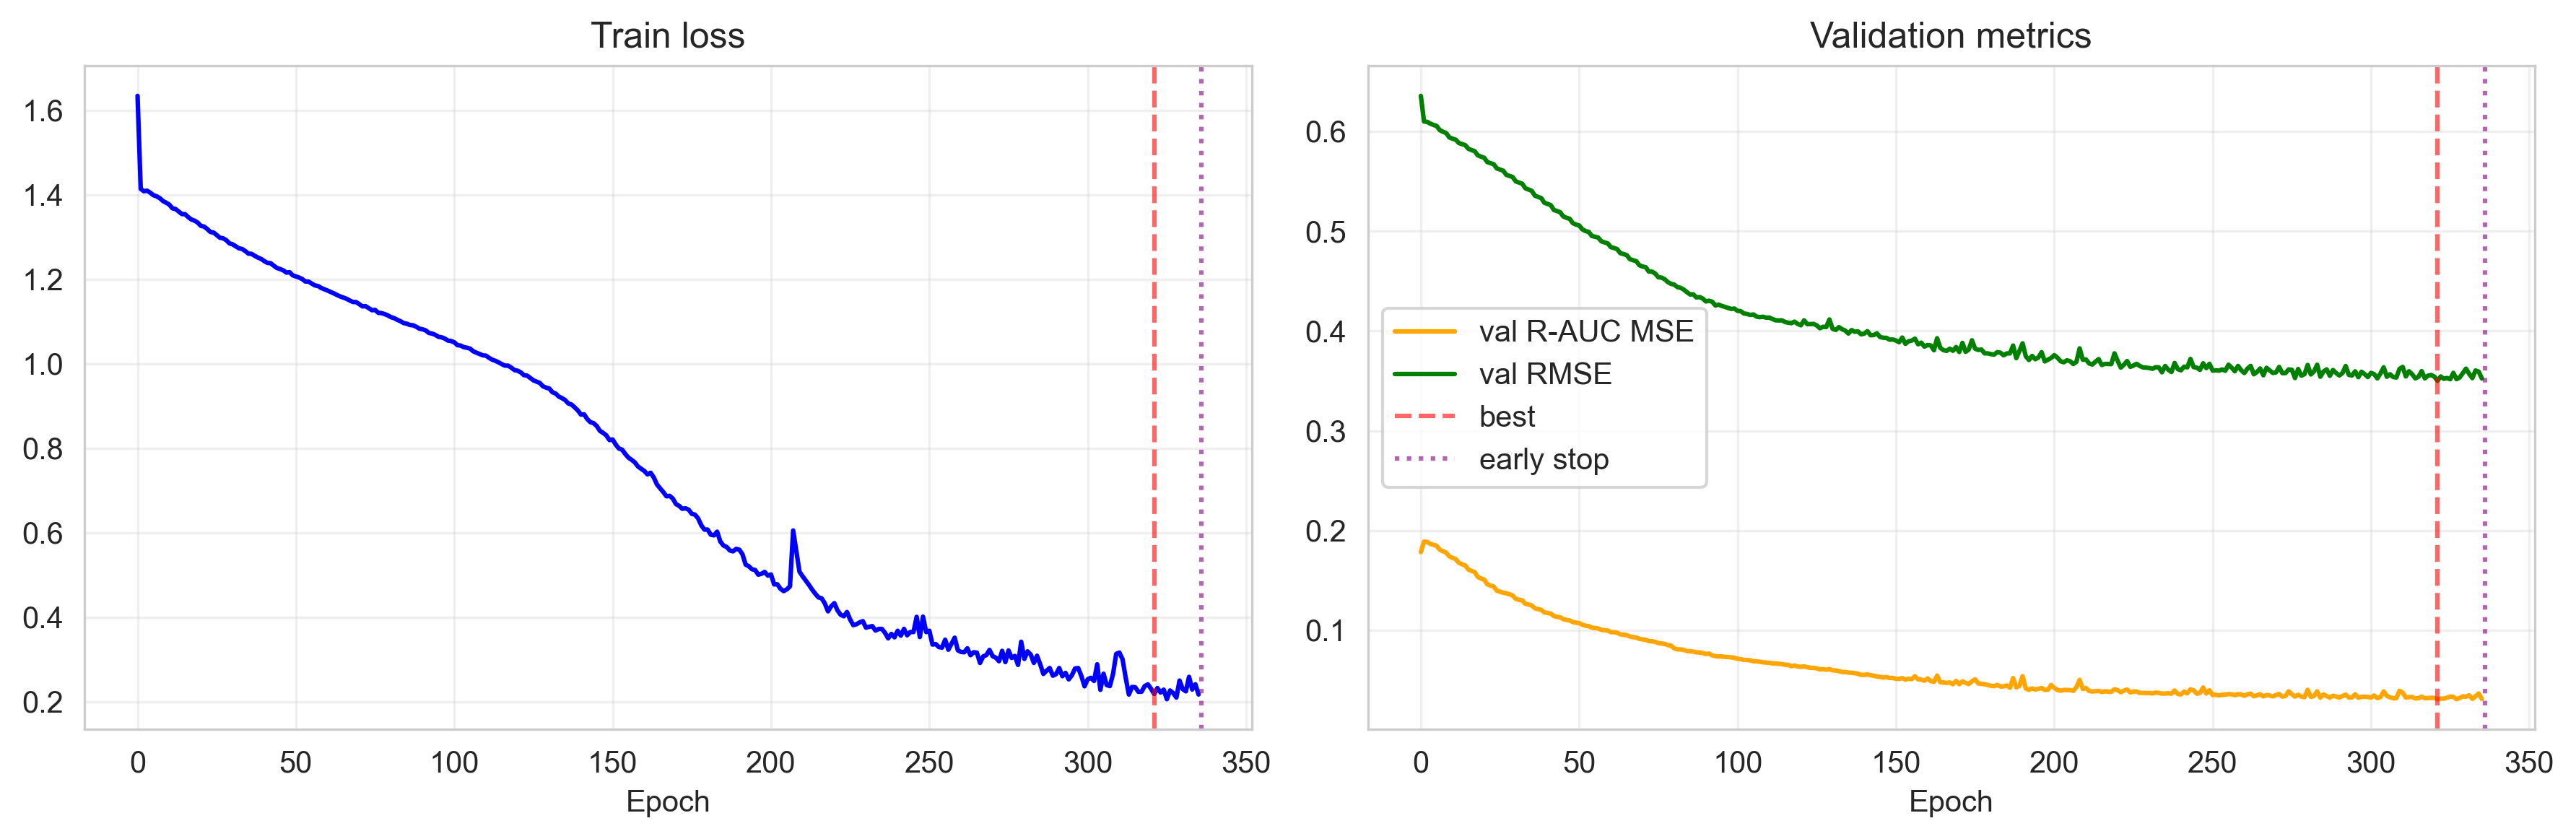 Train loss
1.6
1.4
1.2
1.0
0.8
0.6
0.4
0.2
0 50 100 150 200 250 300 350
Epoch
Validation metrics
0.6
0.5
0.4
0.3
0.2
0.1
val R-AUC MSE
val RMSE
best
early stop
0 50 100 150 200 250 300 350
Epoch